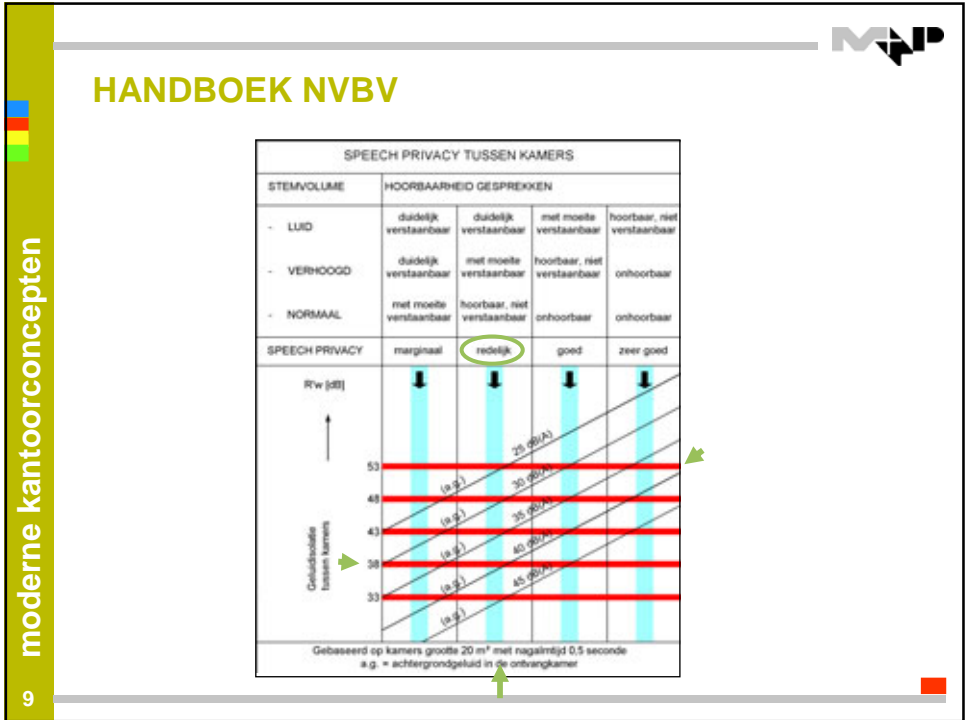 MNP
HANDBOEK NVBV
SPEECH PRIVACY TUSSEN KAMERS
STEMVOLUME HOORBAARHEID GESPREKKEN
- LUID duidelijk verstaanbaar duidelijk verstaanbaar met moeite verstaanbaar hoorbaar, niet verstaanbaar
- VERHOOGD duidelijk verstaanbaar met moeite verstaanbaar hoorbaar, niet verstaanbaar onhoorbaar
- NORMAAL met moeite verstaanbaar hoorbaar, niet verstaanbaar onhoorbaar onhoorbaar
SPEECH PRIVACY marginaal redelijk goed zeer goed
R'w [dB]
53
48
43
38
33
Geluidisolatie
tussen kamers
(a.g.) 25 dB(A)
(a.g.) 30 dB(A)
(a.g.) 35 dB(A)
(a.g.) 40 dB(A)
(a.g.) 45 dB(A)
Gebaseerd op kamers grootte 20 m² met nagalmtijd 0,5 seconde
a.g. = achtergrondgeluid in de ontvangkamer
moderne kantoorconcepten
9